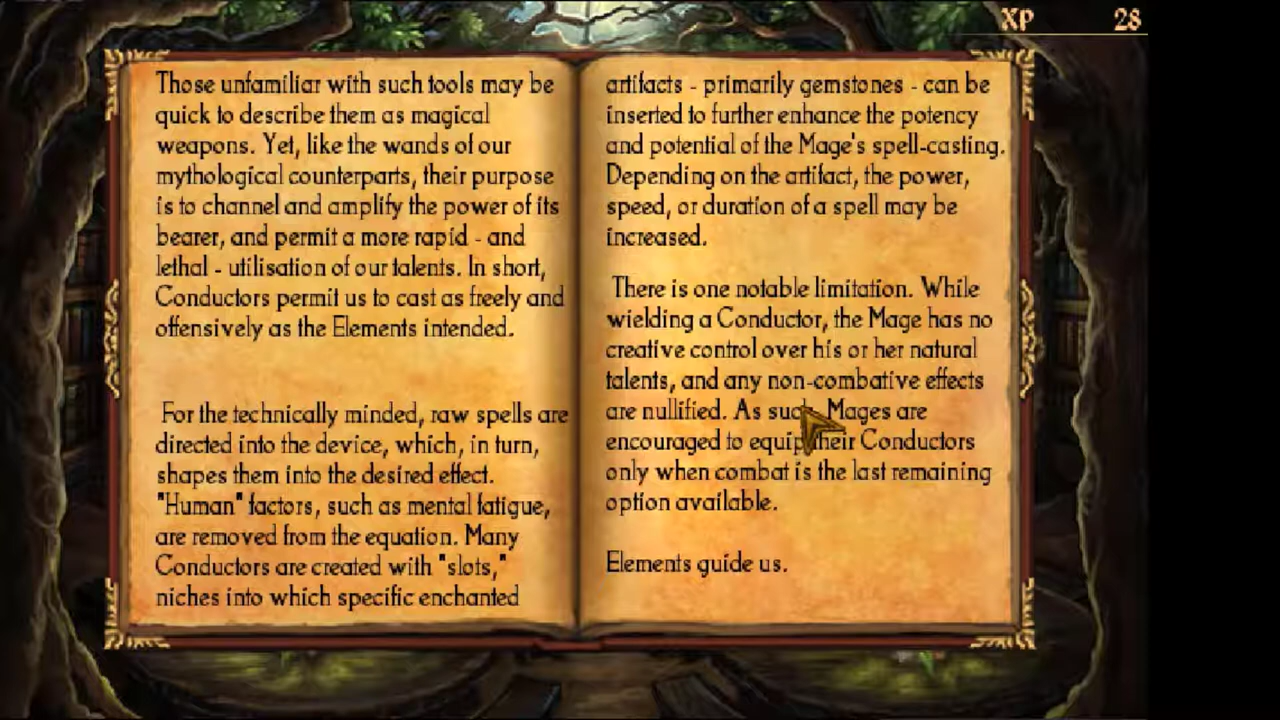 XP 28
Those unfamiliar with such tools may be
quick to describe them as magical
weapons. Yet, like the wands of our
mythological counterparts, their purpose
is to channel and amplify the power of its
bearer, and permit a more rapid - and
lethal - utilisation of our talents. In short,
Conductors permit us to cast as freely and
offensively as the Elements intended.
For the technically minded, raw spells are
directed into the device, which, in turn,
shapes them into the desired effect.
"Human" factors, such as mental fatigue,
are removed from the equation. Many
Conductors are created with "slots,"
niches into which specific enchanted
artifacts - primarily gemstones - can be
inserted to further enhance the potency
and potential of the Mage's spell-casting.
Depending on the artifact, the power,
speed, or duration of a spell may be
increased.
There is one notable limitation. While
wielding a Conductor, the Mage has no
creative control over his or her natural
talents, and any non-combative effects
are nullified. As such, Mages are
encouraged to equip their Conductors
only when combat is the last remaining
option available.
Elements guide us.